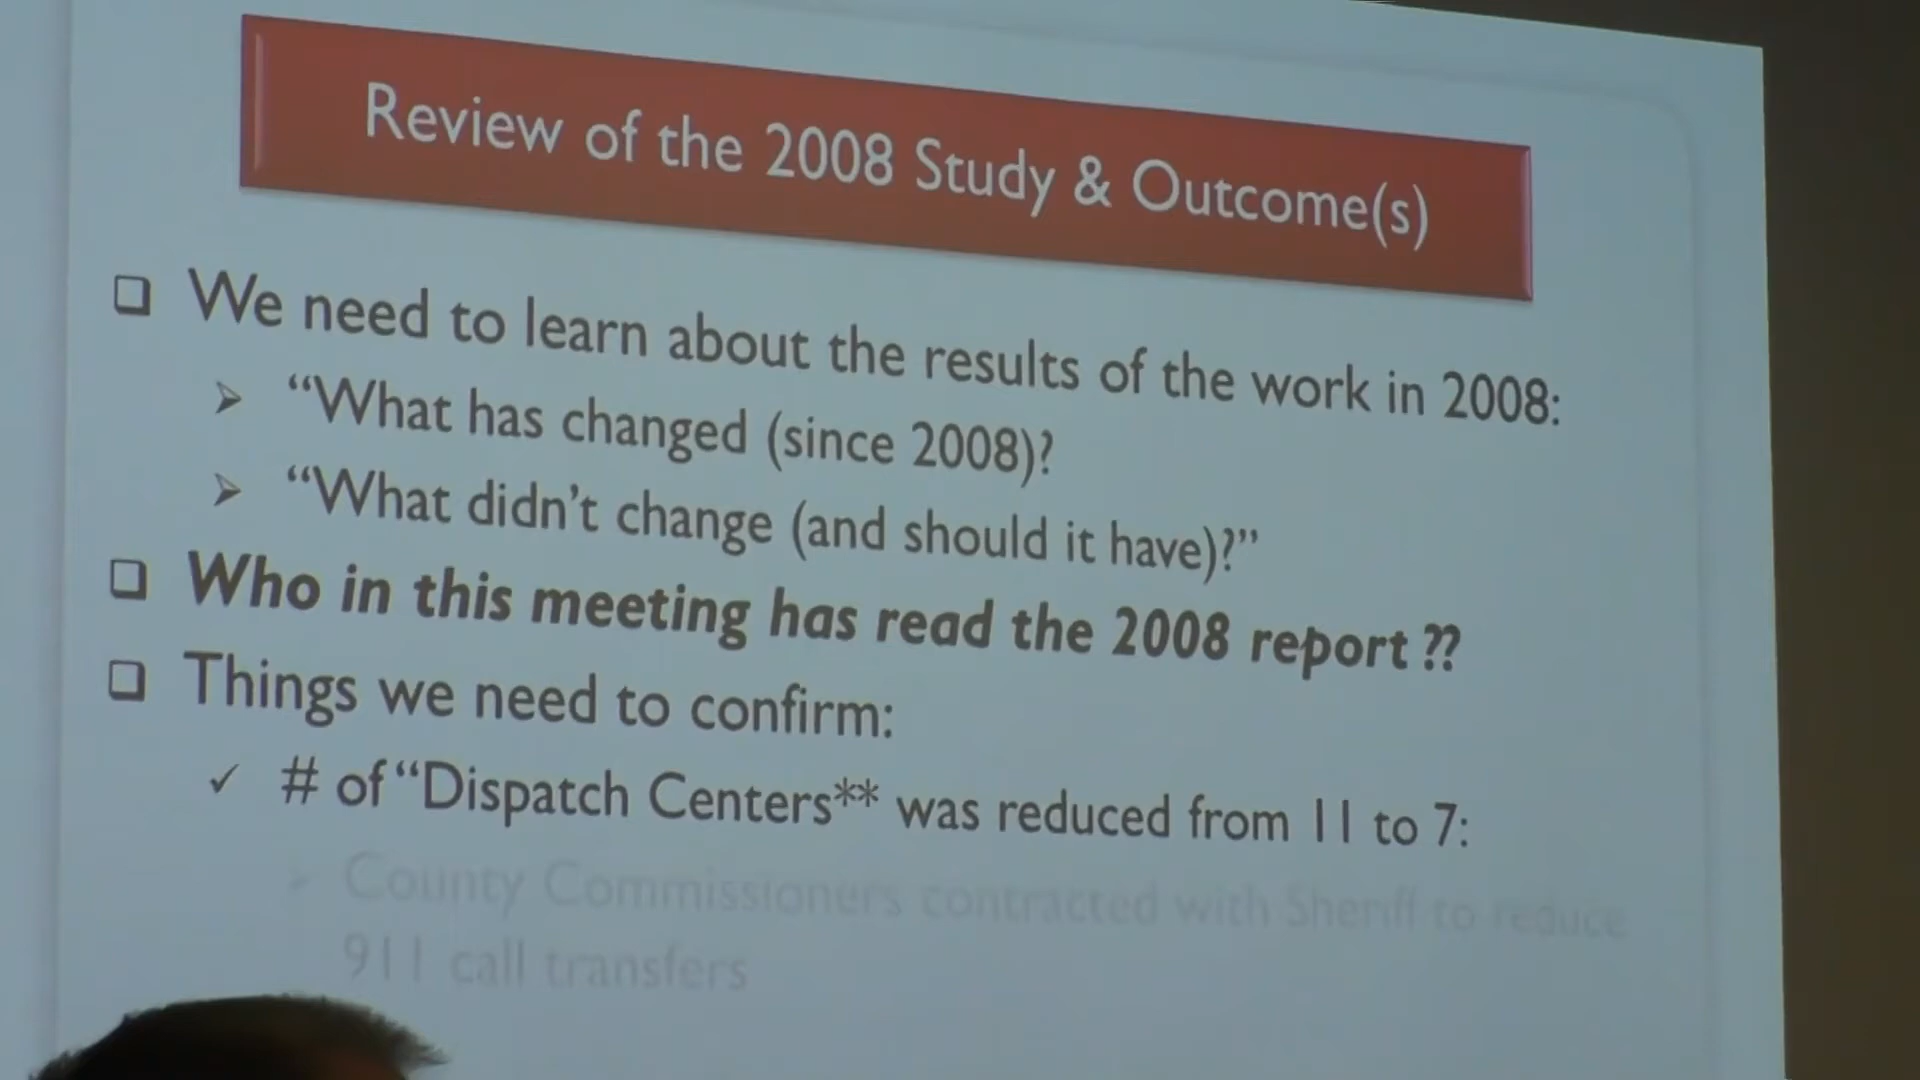 Review of the 2008 Study & Outcome(s)
❑ We need to learn about the results of the work in 2008:
➢ “What has changed (since 2008)?
➢ “What didn’t change (and should it have)?”
❑ Who in this meeting has read the 2008 report ??
❑ Things we need to confirm:
✓ # of “Dispatch Centers** was reduced from 11 to 7:
➢ County Commissioners contracted with Sheriff to reduce
911 call transfers